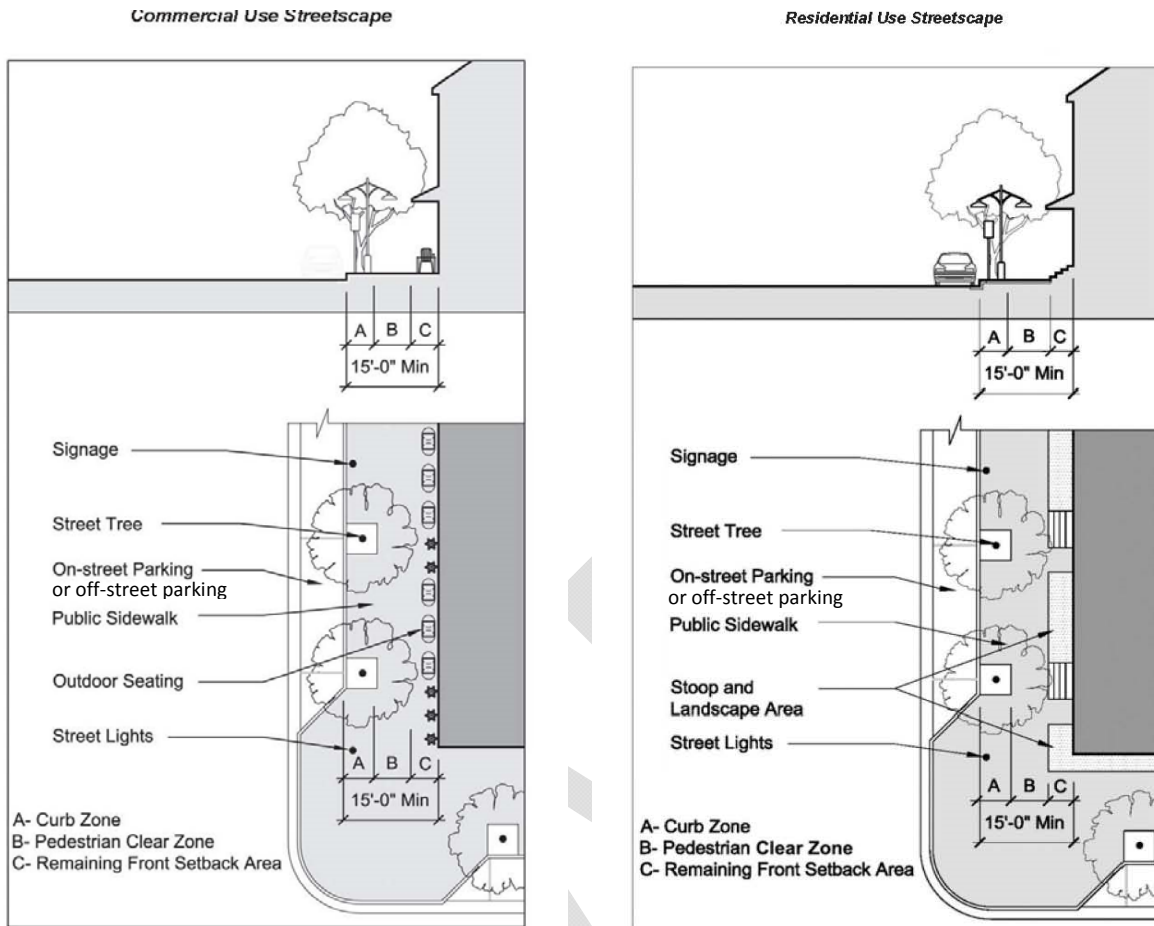 Commercial Use Streetscape
A
B
C
15'-0" Min
Signage
Street Tree
On-street Parking
or off-street parking
Public Sidewalk
Outdoor Seating
Street Lights
A
B
C
15'-0" Min
A- Curb Zone
B- Pedestrian Clear Zone
C- Remaining Front Setback Area
Residential Use Streetscape
A
B
C
15'-0" Min
Signage
Street Tree
On-street Parking
or off-street parking
Public Sidewalk
Stoop and
Landscape Area
Street Lights
A
B
C
15'-0" Min
A- Curb Zone
B- Pedestrian Clear Zone
C- Remaining Front Setback Area